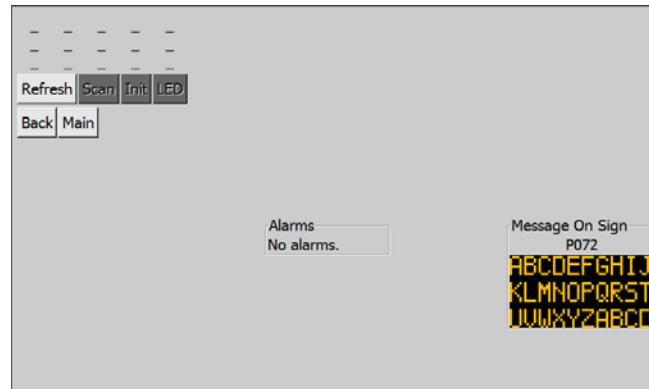 - - - - -
- - - - -
- - - - -
Refresh Scan Init LED
Back Main
Alarms
No alarms.
Message On Sign
P072
ABCDEFGHIJ
KLMNOPQRST
UVWXYZABCD